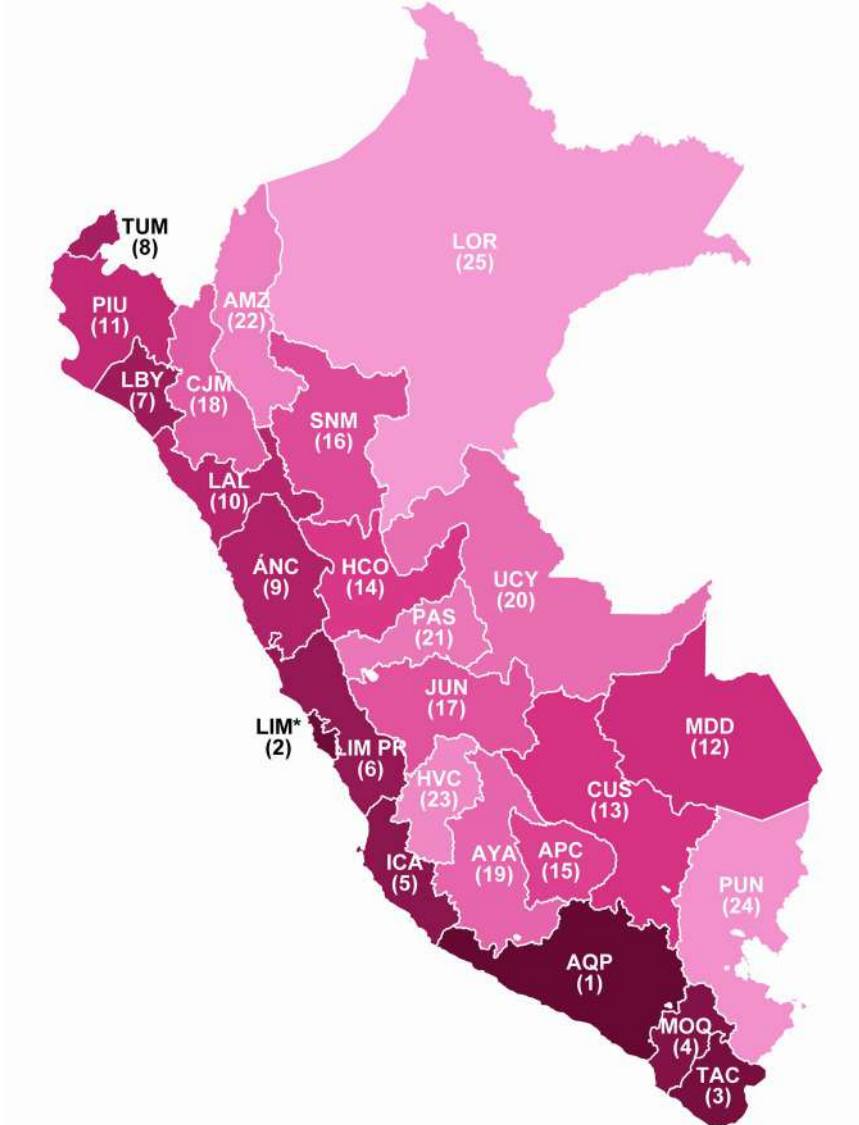 TUM
(8)
LOR
(25)
PIU
(11)
AMZ
(22)
LBY
(7)
CJM
(18)
SNM
(16)
LAL
(10)
ÁNC
(9)
HCO
(14)
UCY
(20)
PAS
(21)
JUN
(17)
LIM*
(2)
LIM PR
(6)
MDD
(12)
HVC
(23)
CUS
(13)
ICA
(5)
AYA
(19)
APC
(15)
PUN
(24)
AQP
(1)
MOQ
(4)
TAC
(3)